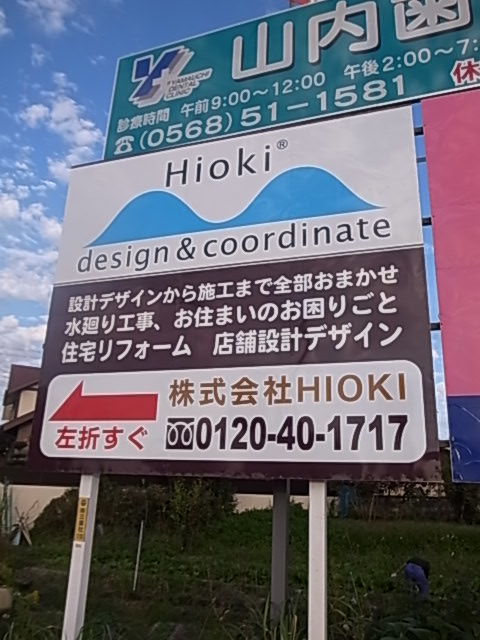 山内歯
YAMAUCHI
DENTAL
CLINIC
診療時間 午前9:00～12:00 午後2:00～7:
☎(0568)51-1581 休
Hioki®
design & coordinate
設計デザインから施工まで全部おまかせ
水廻り工事、お住まいのお困りごと
住宅リフォーム 店舗設計デザイン
株式会社HIOKI
左折すぐ
0120-40-1717